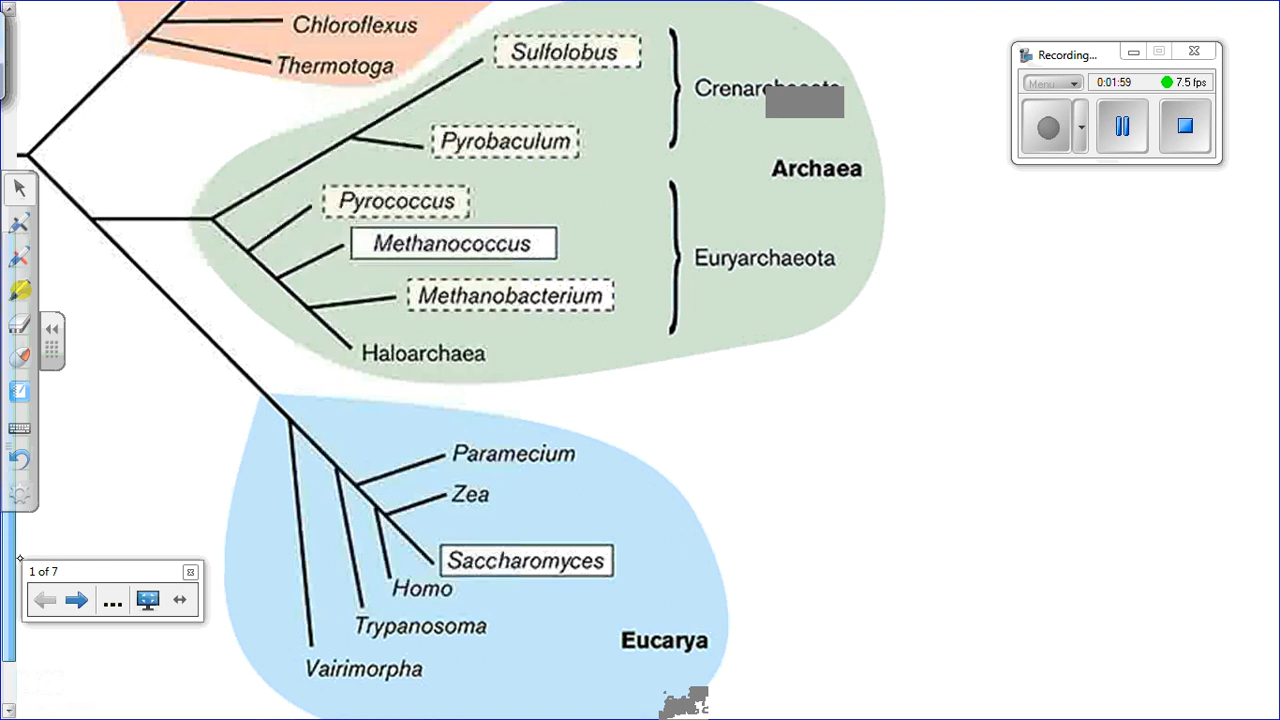 Chloroflexus
Thermotoga
Sulfolobus
Pyrobaculum
Archaea
Pyrococcus
Methanococcus
Euryarchaeota
Methanobacterium
Haloarchaea
Paramecium
Zea
Saccharomyces
Homo
Trypanosoma
Eucarya
Vairimorpha
Recording...
Menu
0:01:59
7.5 fps
1 of 7